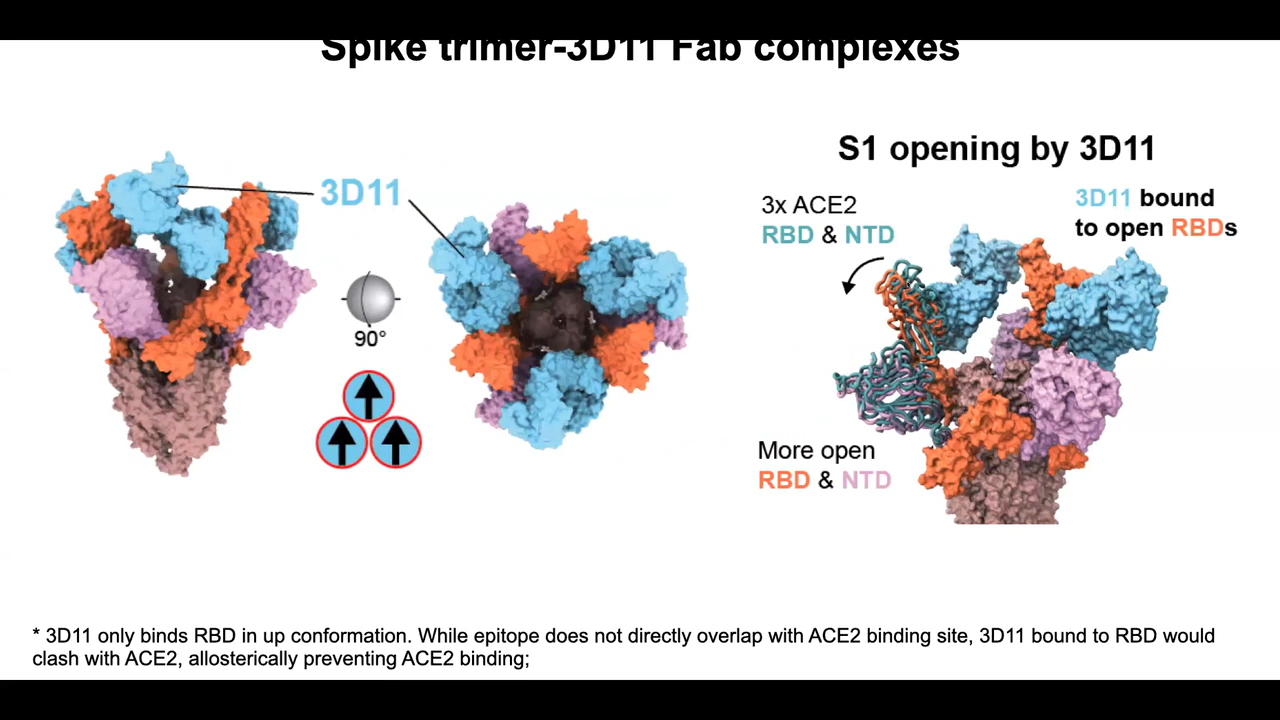 Spike trimer-3D11 Fab complexes
3D11
90°
S1 opening by 3D11
3x ACE2
RBD & NTD
3D11 bound
to open RBDs
More open
RBD & NTD
* 3D11 only binds RBD in up conformation. While epitope does not directly overlap with ACE2 binding site, 3D11 bound to RBD would
clash with ACE2, allosterically preventing ACE2 binding;